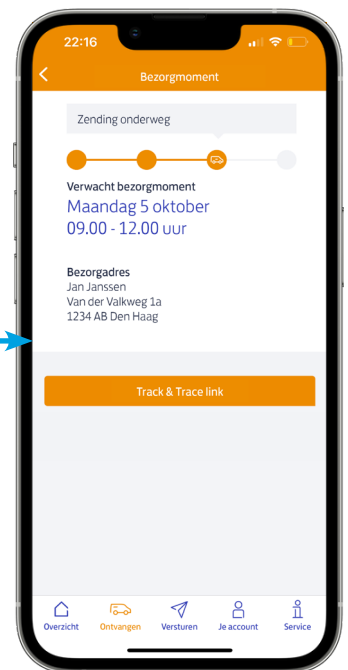 22:16
Bezorgmoment
Zending onderweg
Verwacht bezorgmoment
Maandag 5 oktober
09.00 - 12.00 uur
Bezorgadres
Jan Janssen
Van der Valkweg 1a
1234 AB Den Haag
Track & Trace link
Overzicht Ontvangen Versturen Je account Service